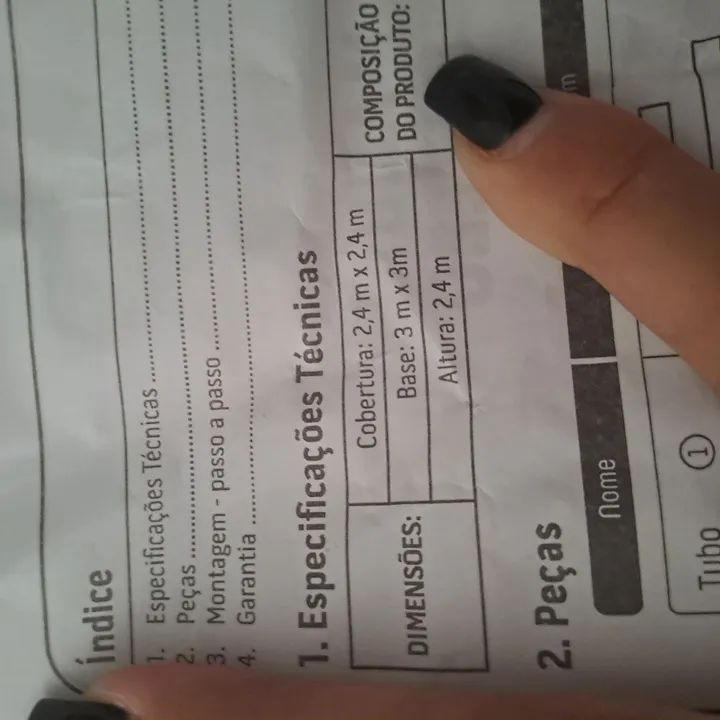 Índice
1. Especificações Técnicas
2. Peças
3. Montagem - passo a passo
4. Garantia
1. Especificações Técnicas
DIMENSÕES:
Cobertura: 2,4 m x 2,4 m
Base: 3 m x 3m
Altura: 2,4 m
COMPOSIÇÃO
DO PRODUTO:
2. Peças
Nome
Tubo 1